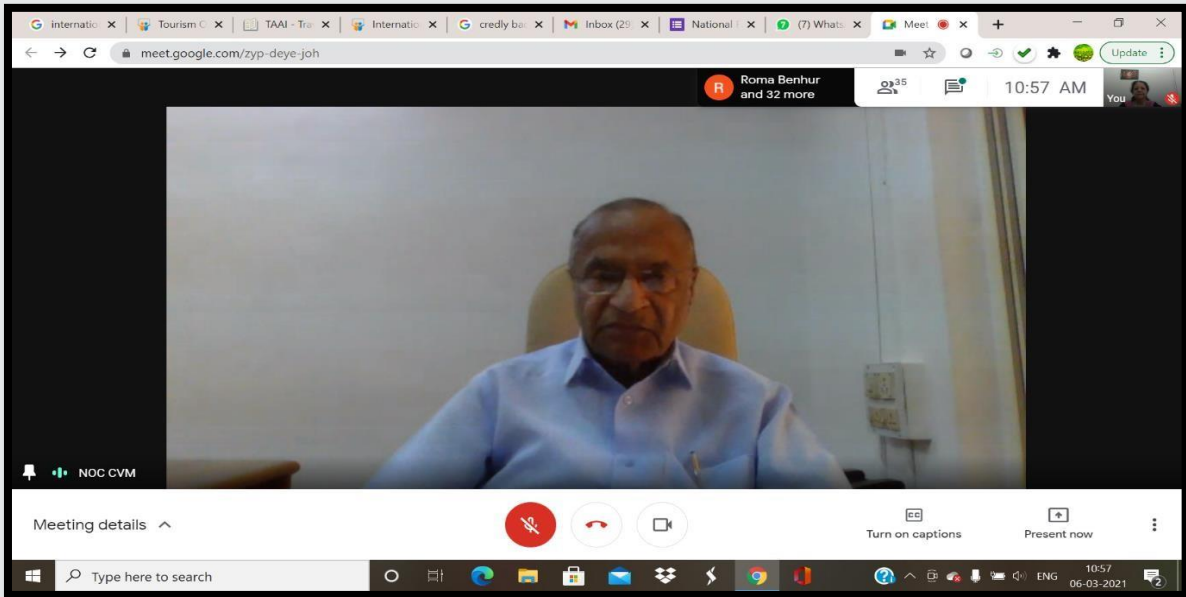 internatio
Tourism C
TAAI - Tra
Internatio
credly ba
Inbox (29
National
(7) Whats
Meet
meet.google.com/zyp-deye-joh
Update
R
Roma Benhur
and 32 more
35
10:57 AM
You
NOC CVM
Meeting details
CC
Turn on captions
Present now
Type here to search
ENG
10:57
06-03-2021
2